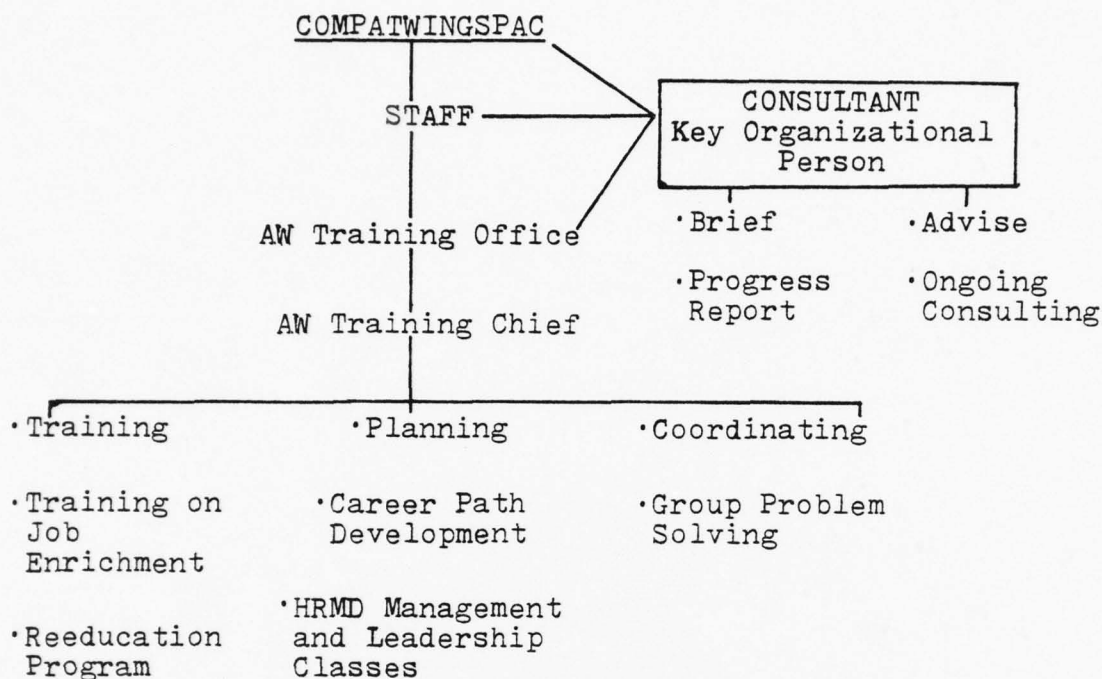 COMPATWINGSPAC
STAFF
CONSULTANT
Key Organizational
Person
AW Training Office
·Brief
·Advise
·Progress
Report
·Ongoing
Consulting
AW Training Chief
·Training
·Planning
·Coordinating
·Training on
Job
Enrichment
·Career Path
Development
·Group Problem
Solving
·Reeducation
Program
·HRMD Management
and Leadership
Classes